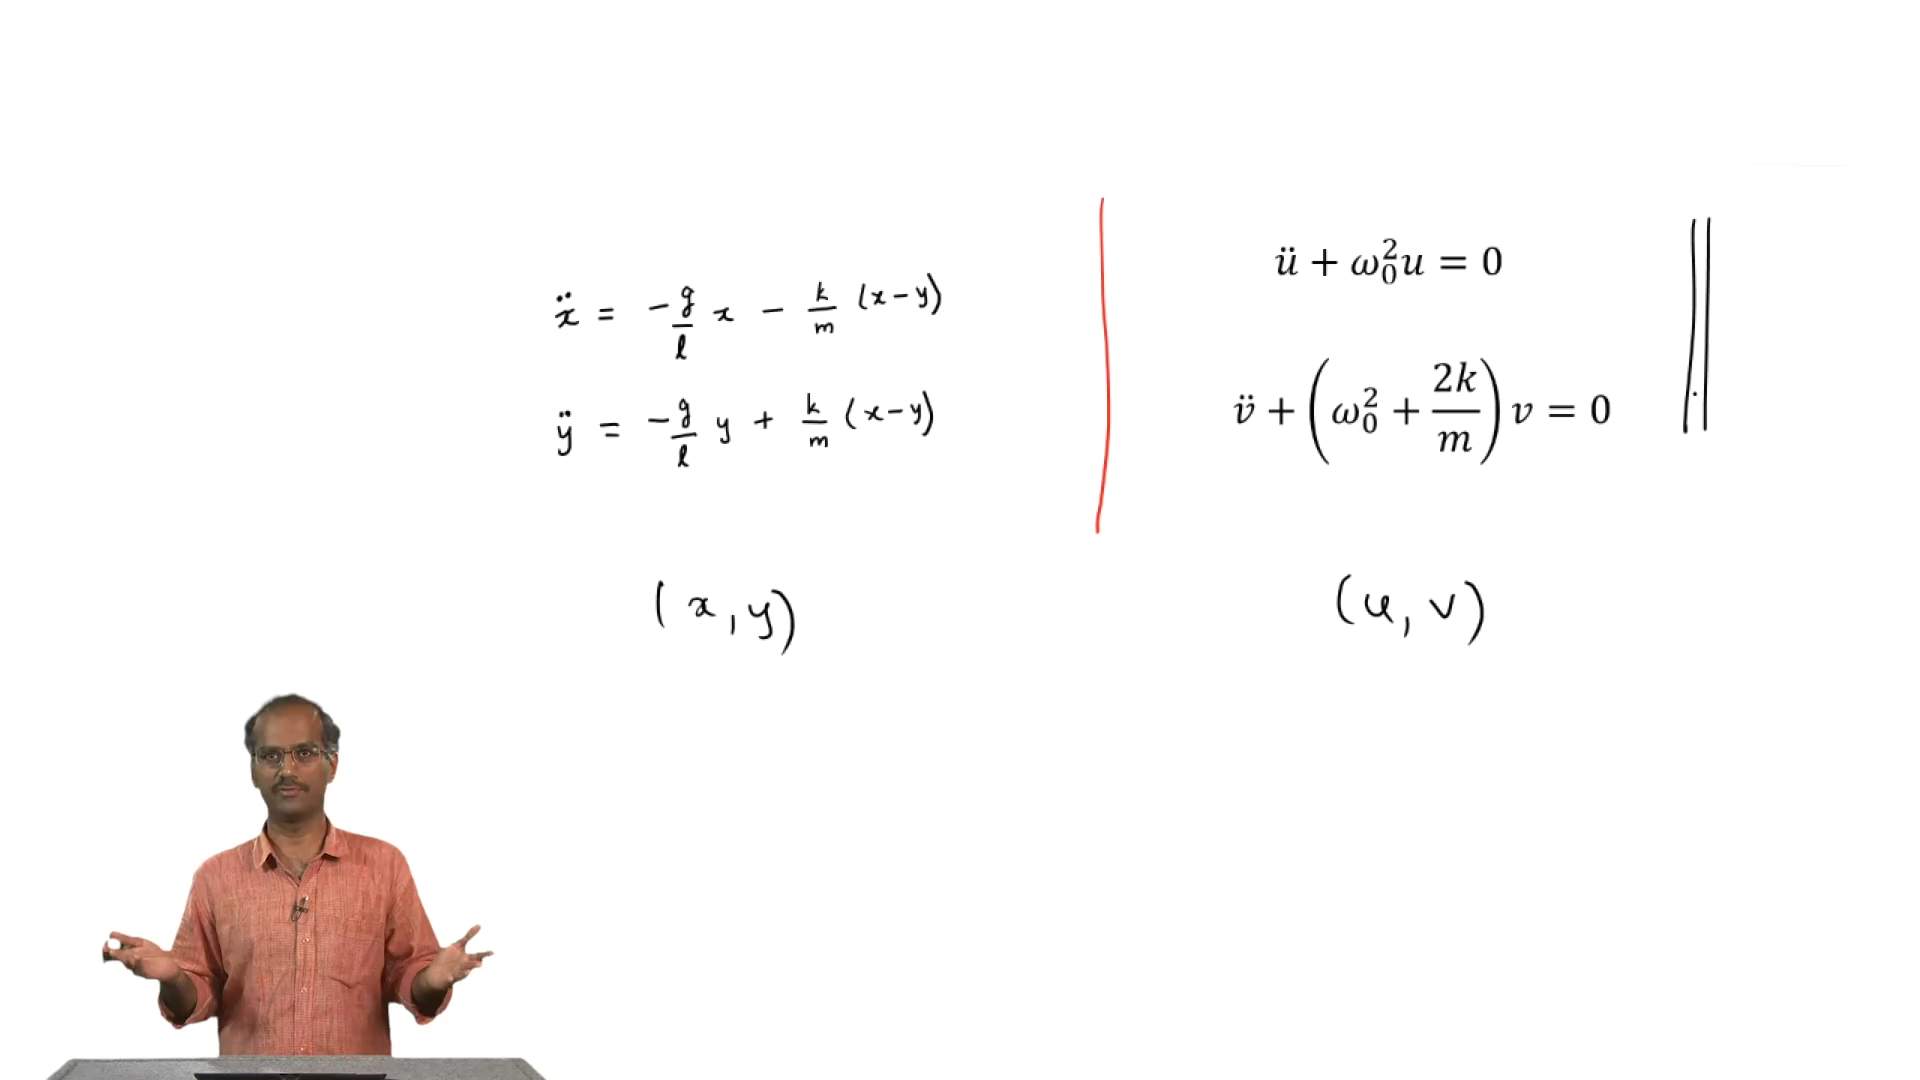 ẍ = -g/l x - k/m (x-y)
ÿ = -g/l y + k/m (x-y)
(x, y)
ü + ω₀²u = 0
v̈ + (ω₀² + 2k/m) v = 0
(u, v)